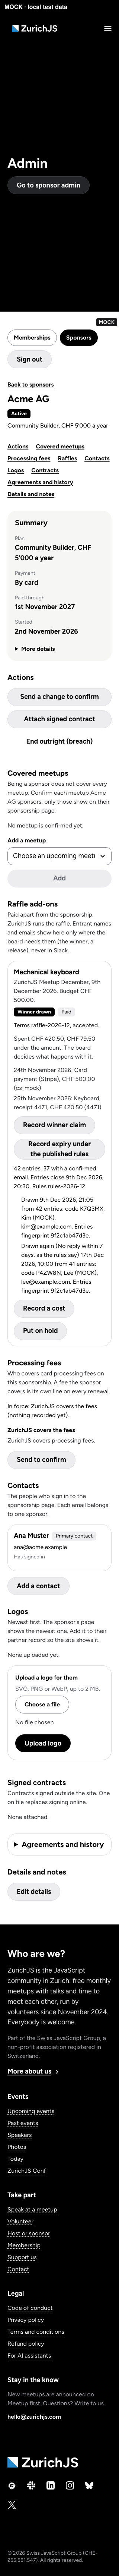 MOCK · local test data
ZurichJS
Admin
Go to sponsor admin
MOCK
Memberships
Sponsors
Sign out
Back to sponsors
Acme AG
Active
Community Builder, CHF 5'000 a year
Actions Covered meetups
Processing fees Raffles Contacts
Logos Contracts
Agreements and history
Details and notes
Summary
Plan
Community Builder, CHF
5'000 a year
Payment
By card
Paid through
1st November 2027
Started
2nd November 2026
More details
Actions
Send a change to confirm
Attach signed contract
End outright (breach)
Covered meetups
Being a sponsor does not cover every
meetup. Confirm each meetup Acme
AG sponsors; only those show on their
sponsorship page.
No meetup is confirmed yet.
Add a meetup
Choose an upcoming meetu
Add
Raffle add-ons
Paid apart from the sponsorship.
ZurichJS runs the raffle. Entrant names
and emails show here only where the
board needs them (the winner, a
release), never in Slack.
Mechanical keyboard
ZurichJS Meetup December, 9th
December 2026. Budget CHF
500.00.
Winner drawn Paid
Terms raffle-2026-12, accepted.
Spent CHF 420.50, CHF 79.50
under the amount. The board
decides what happens with it.
24th November 2026: Card
payment (Stripe), CHF 500.00
(cs_mock)
25th November 2026: Keyboard,
receipt 4471, CHF 420.50 (4471)
Record winner claim
Record expiry under
the published rules
42 entries, 37 with a confirmed
email. Entries close 9th Dec 2026,
20:30. Rules rules-2026-12.
Drawn 9th Dec 2026, 21:05
from 42 entries: code K7Q3MX,
Kim (MOCK),
kim@example.com. Entries
fingerprint 9f2c1ab47d3e.
Drawn again (No reply within 7
days, as the rules say) 17th Dec
2026, 10:00 from 41 entries:
code P4ZW8N, Lee (MOCK),
lee@example.com. Entries
fingerprint 9f2c1ab47d3e.
Record a cost
Put on hold
Processing fees
Who covers card processing fees on
this sponsorship. A fee the sponsor
covers is its own line on every renewal.
In force: ZurichJS covers the fees
(nothing recorded yet).
ZurichJS covers the fees
ZurichJS covers processing fees.
Send to confirm
Contacts
The people who sign in to the
sponsorship page. Each email belongs
to one sponsor.
Ana Muster Primary contact
ana@acme.example
Has signed in
Add a contact
Logos
Newest first. The sponsor's page
shows the newest one. Add it to their
partner record so the site shows it.
None uploaded yet.
Upload a logo for them
SVG, PNG or WebP, up to 2 MB.
Choose a file
No file chosen
Upload logo
Signed contracts
Contracts signed outside the site. One
on file replaces signing online.
None attached.
Agreements and history
Details and notes
Edit details
Who are we?
ZurichJS is the JavaScript
community in Zurich: free monthly
meetups with talks and time to
meet each other, run by
volunteers since November 2024.
Everybody is welcome.
Part of the Swiss JavaScript Group, a
non-profit association registered in
Switzerland.
More about us
Events
Upcoming events
Past events
Speakers
Photos
Today
ZurichJS Conf
Take part
Speak at a meetup
Volunteer
Host or sponsor
Membership
Support us
Contact
Legal
Code of conduct
Privacy policy
Terms and conditions
Refund policy
For AI assistants
Stay in the know
New meetups are announced on
Meetup first. Questions? Write to us.
hello@zurichjs.com
ZurichJS
© 2026 Swiss JavaScript Group (CHE-
255.581.547). All rights reserved.